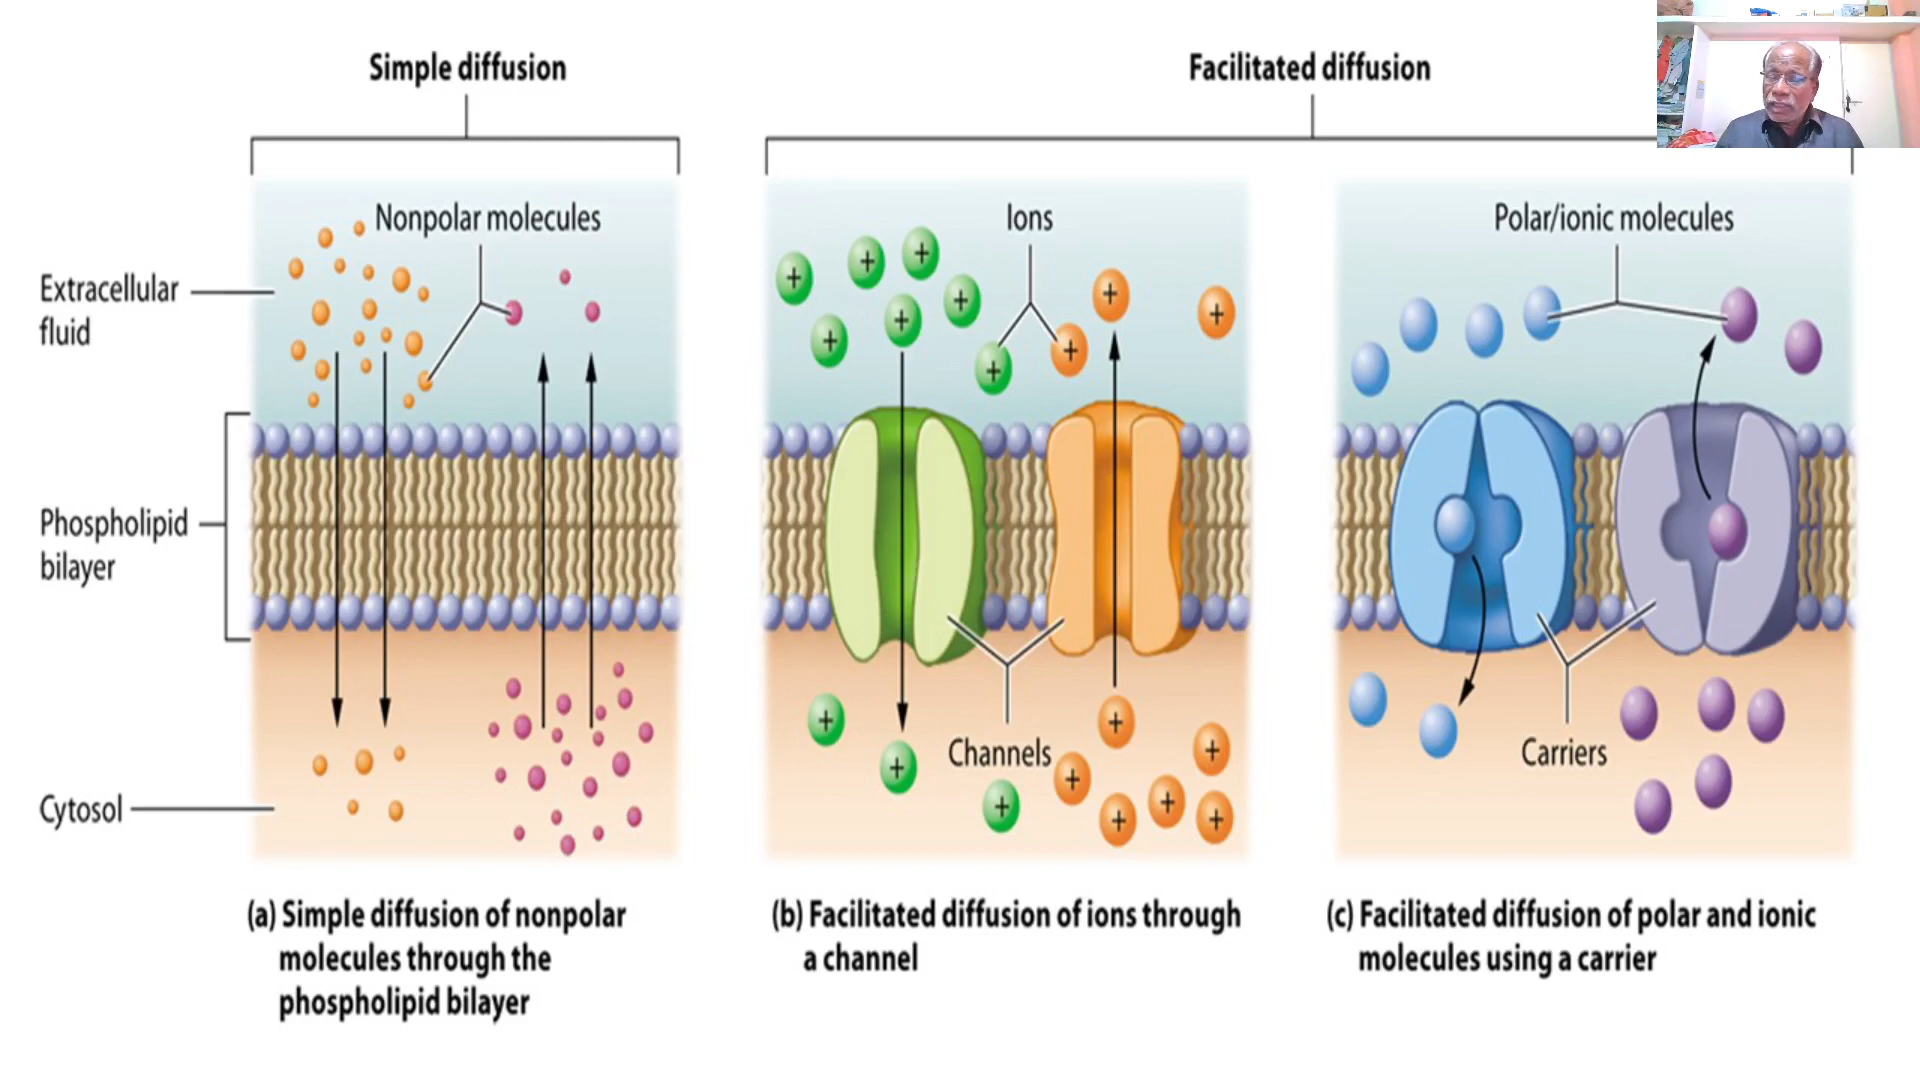 Simple diffusion
Facilitated diffusion
Nonpolar molecules
Ions
Polar/ionic molecules
Extracellular
fluid
Phospholipid
bilayer
Cytosol
+ + + + + + + + + +
Channels
+ + + + + + + + +
Carriers
(a) Simple diffusion of nonpolar
molecules through the
phospholipid bilayer
(b) Facilitated diffusion of ions through
a channel
(c) Facilitated diffusion of polar and ionic
molecules using a carrier